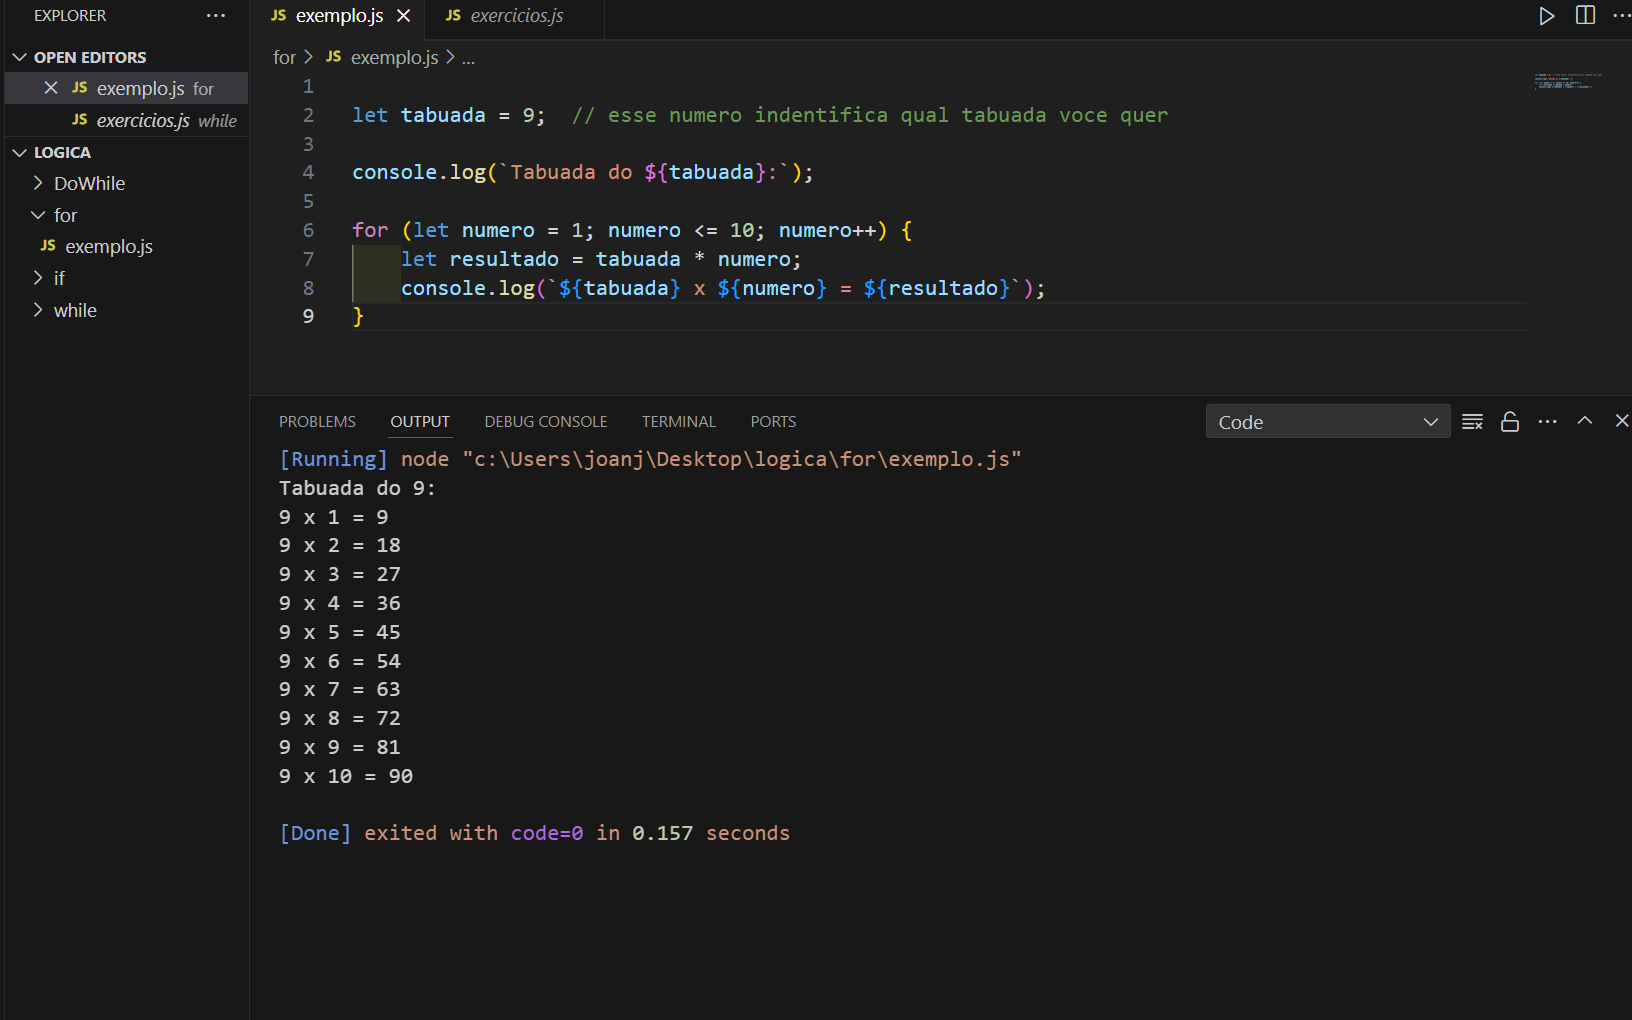 EXPLORER ...
OPEN EDITORS
JS exemplo.js for
JS exercicios.js while
LOGICA
DoWhile
for
JS exemplo.js
if
while
JS exemplo.js JS exercicios.js
for > JS exemplo.js > ...
1
2 let tabuada = 9;  // esse numero indentifica qual tabuada voce quer
3
4 console.log(`Tabuada do ${tabuada}:`);
5
6 for (let numero = 1; numero <= 10; numero++) {
7     let resultado = tabuada * numero;
8     console.log(`${tabuada} x ${numero} = ${resultado}`);
9 }
PROBLEMS OUTPUT DEBUG CONSOLE TERMINAL PORTS Code
[Running] node "c:\Users\joanj\Desktop\logica\for\exemplo.js"
Tabuada do 9:
9 x 1 = 9
9 x 2 = 18
9 x 3 = 27
9 x 4 = 36
9 x 5 = 45
9 x 6 = 54
9 x 7 = 63
9 x 8 = 72
9 x 9 = 81
9 x 10 = 90
[Done] exited with code=0 in 0.157 seconds